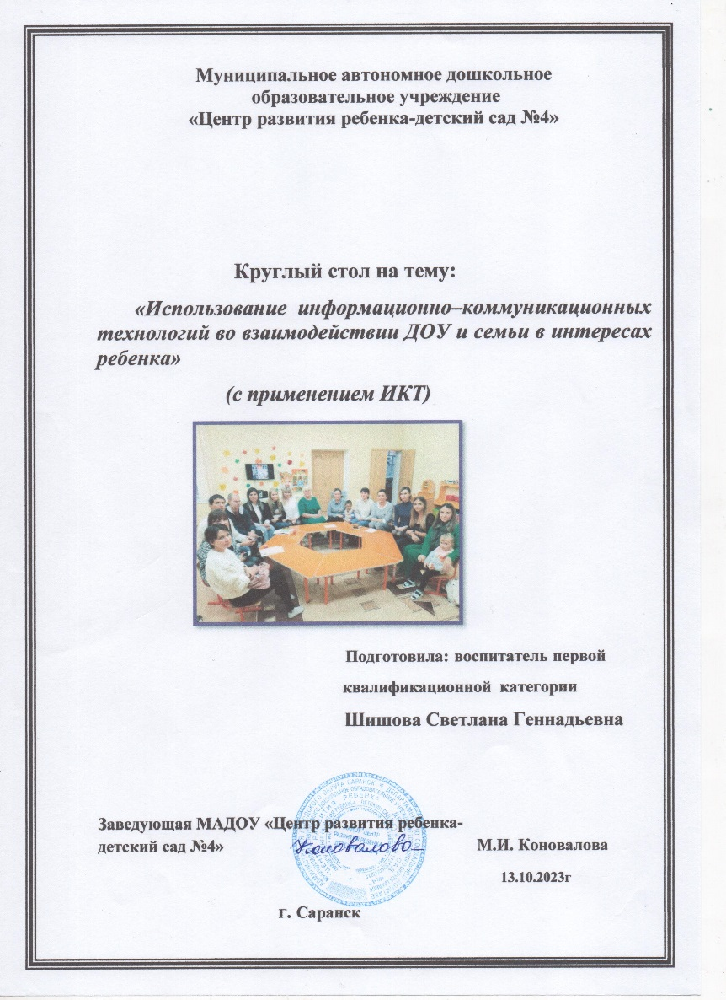 Муниципальное автономное дошкольное
образовательное учреждение
«Центр развития ребенка-детский сад №4»
Круглый стол на тему:
«Использование информационно–коммуникационных
технологий во взаимодействии ДОУ и семьи в интересах
ребенка»
(с применением ИКТ)
Подготовила: воспитатель первой
квалификационной категории
Шишова Светлана Геннадьевна
Заведующая МАДОУ «Центр развития ребенка-
детский сад №4»
Коновалова
М.И. Коновалова
13.10.2023г
г. Саранск